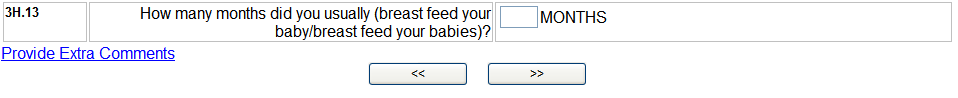 3H.13 How many months did you usually (breast feed your MONTHS
baby/breast feed your babies)?
Provide Extra Comments
<< >>